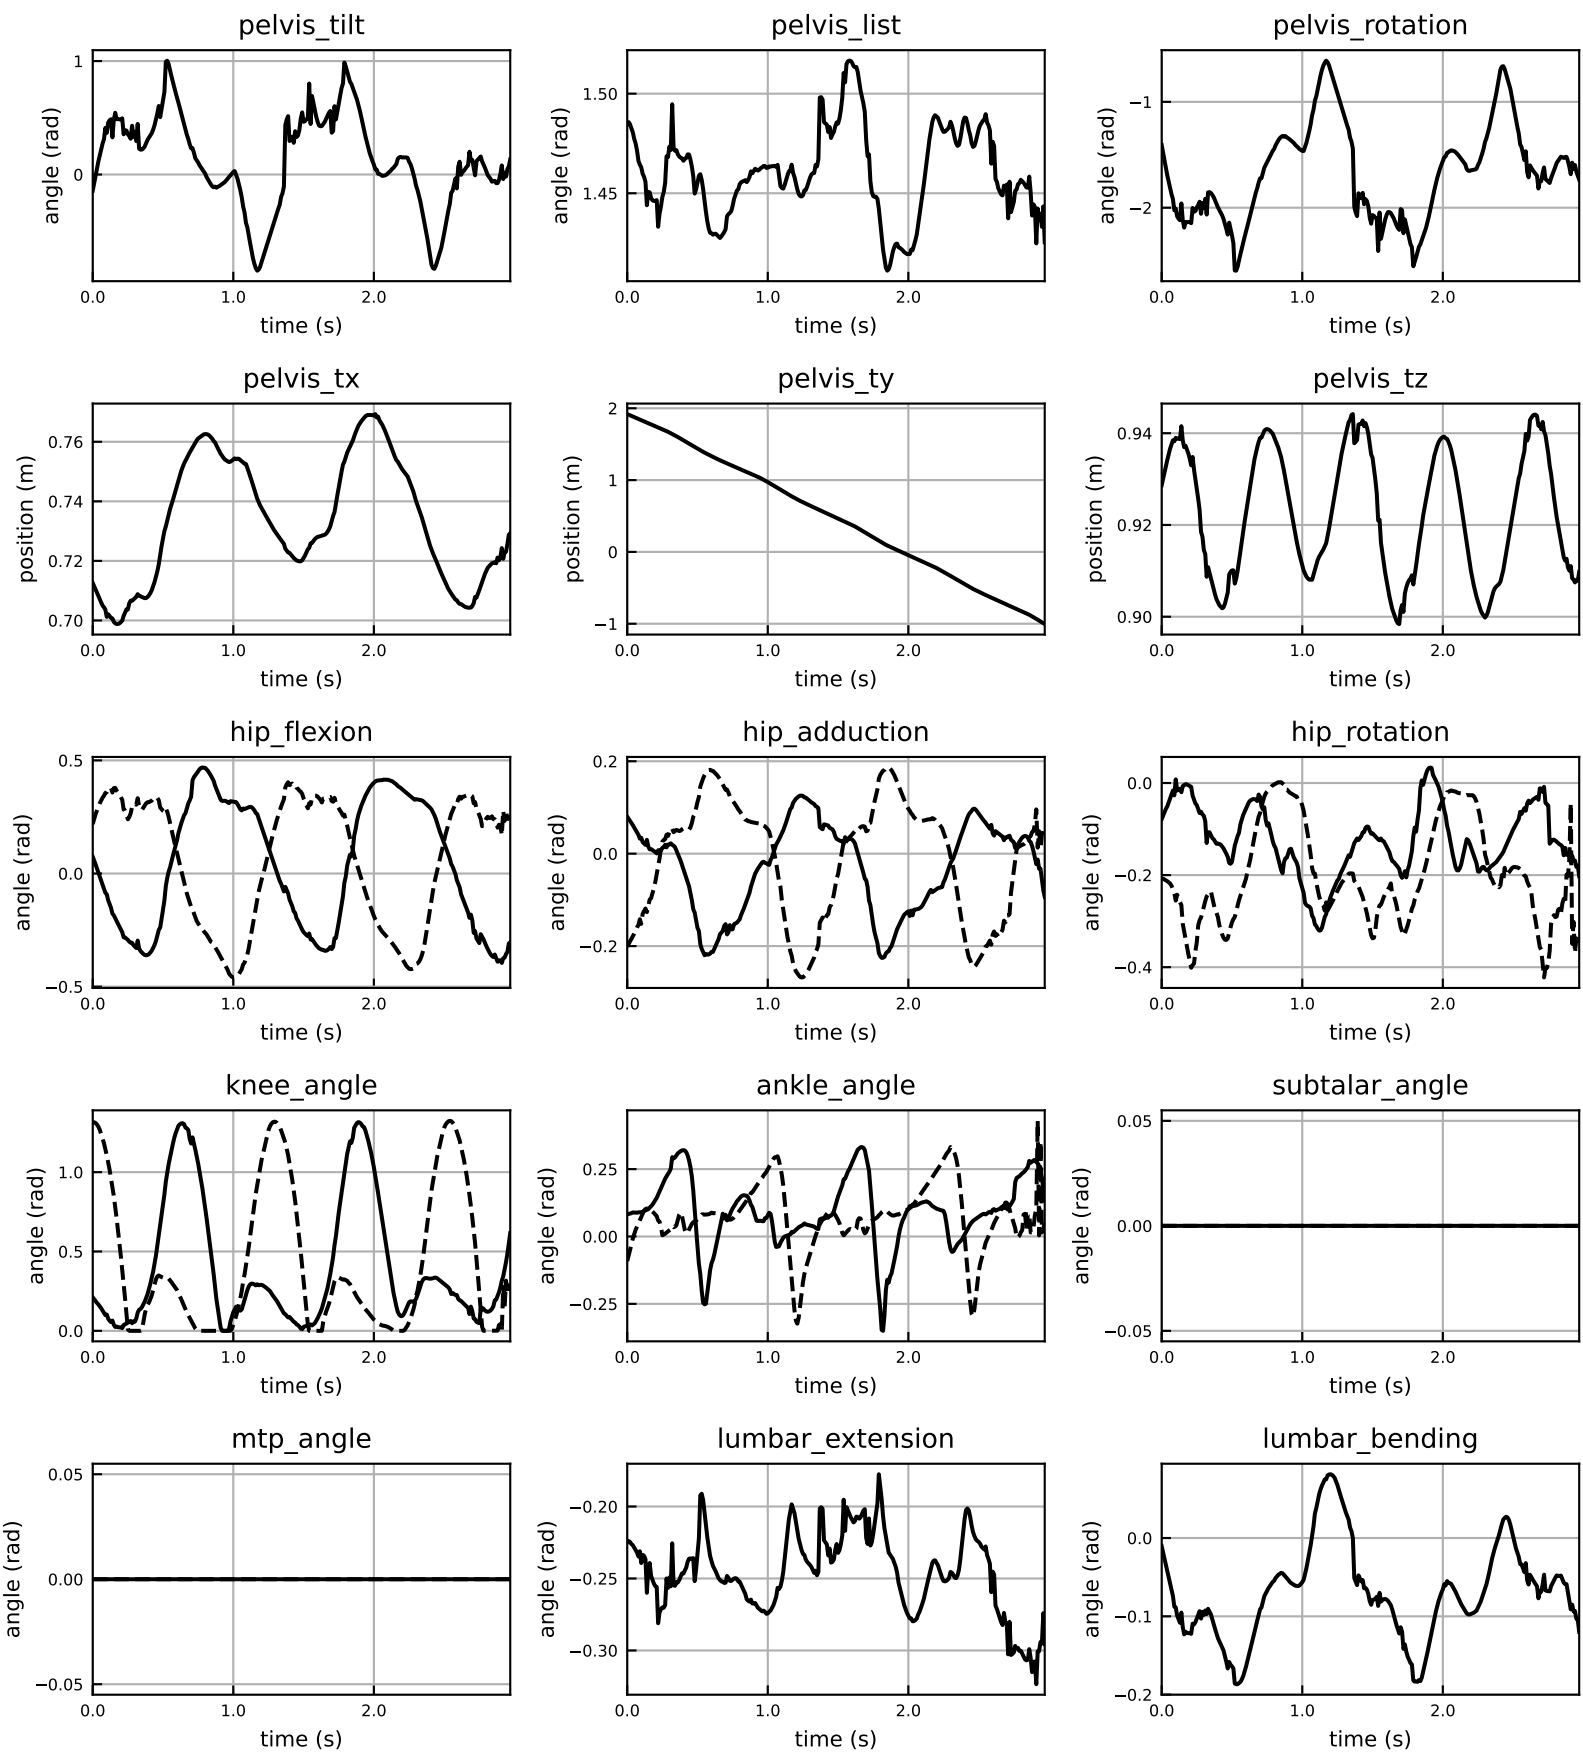 pelvis_tilt
pelvis_list
pelvis_rotation
angle (rad)
1
0
0.0 1.0 2.0
time (s)
angle (rad)
1.50
1.45
0.0 1.0 2.0
time (s)
angle (rad)
−1
−2
0.0 1.0 2.0
time (s)
pelvis_tx
pelvis_ty
pelvis_tz
position (m)
0.76
0.74
0.72
0.70
0.0 1.0 2.0
time (s)
position (m)
2
1
0
−1
0.0 1.0 2.0
time (s)
position (m)
0.94
0.92
0.90
0.0 1.0 2.0
time (s)
hip_flexion
hip_adduction
hip_rotation
angle (rad)
0.5
0.0
−0.5
0.0 1.0 2.0
time (s)
angle (rad)
0.2
0.0
−0.2
0.0 1.0 2.0
time (s)
angle (rad)
0.0
−0.2
−0.4
0.0 1.0 2.0
time (s)
knee_angle
ankle_angle
subtalar_angle
angle (rad)
1.0
0.5
0.0
0.0 1.0 2.0
time (s)
angle (rad)
0.25
0.00
−0.25
0.0 1.0 2.0
time (s)
angle (rad)
0.05
0.00
−0.05
0.0 1.0 2.0
time (s)
mtp_angle
lumbar_extension
lumbar_bending
angle (rad)
0.05
0.00
−0.05
0.0 1.0 2.0
time (s)
angle (rad)
−0.20
−0.25
−0.30
0.0 1.0 2.0
time (s)
angle (rad)
0.0
−0.1
−0.2
0.0 1.0 2.0
time (s)